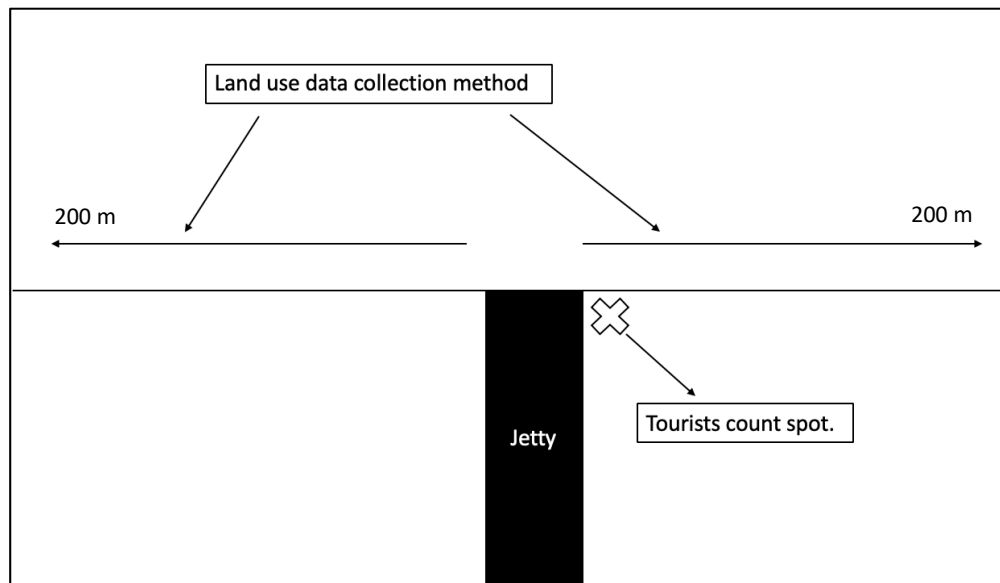 Land use data collection method
200 m
200 m
Jetty
Tourists count spot.